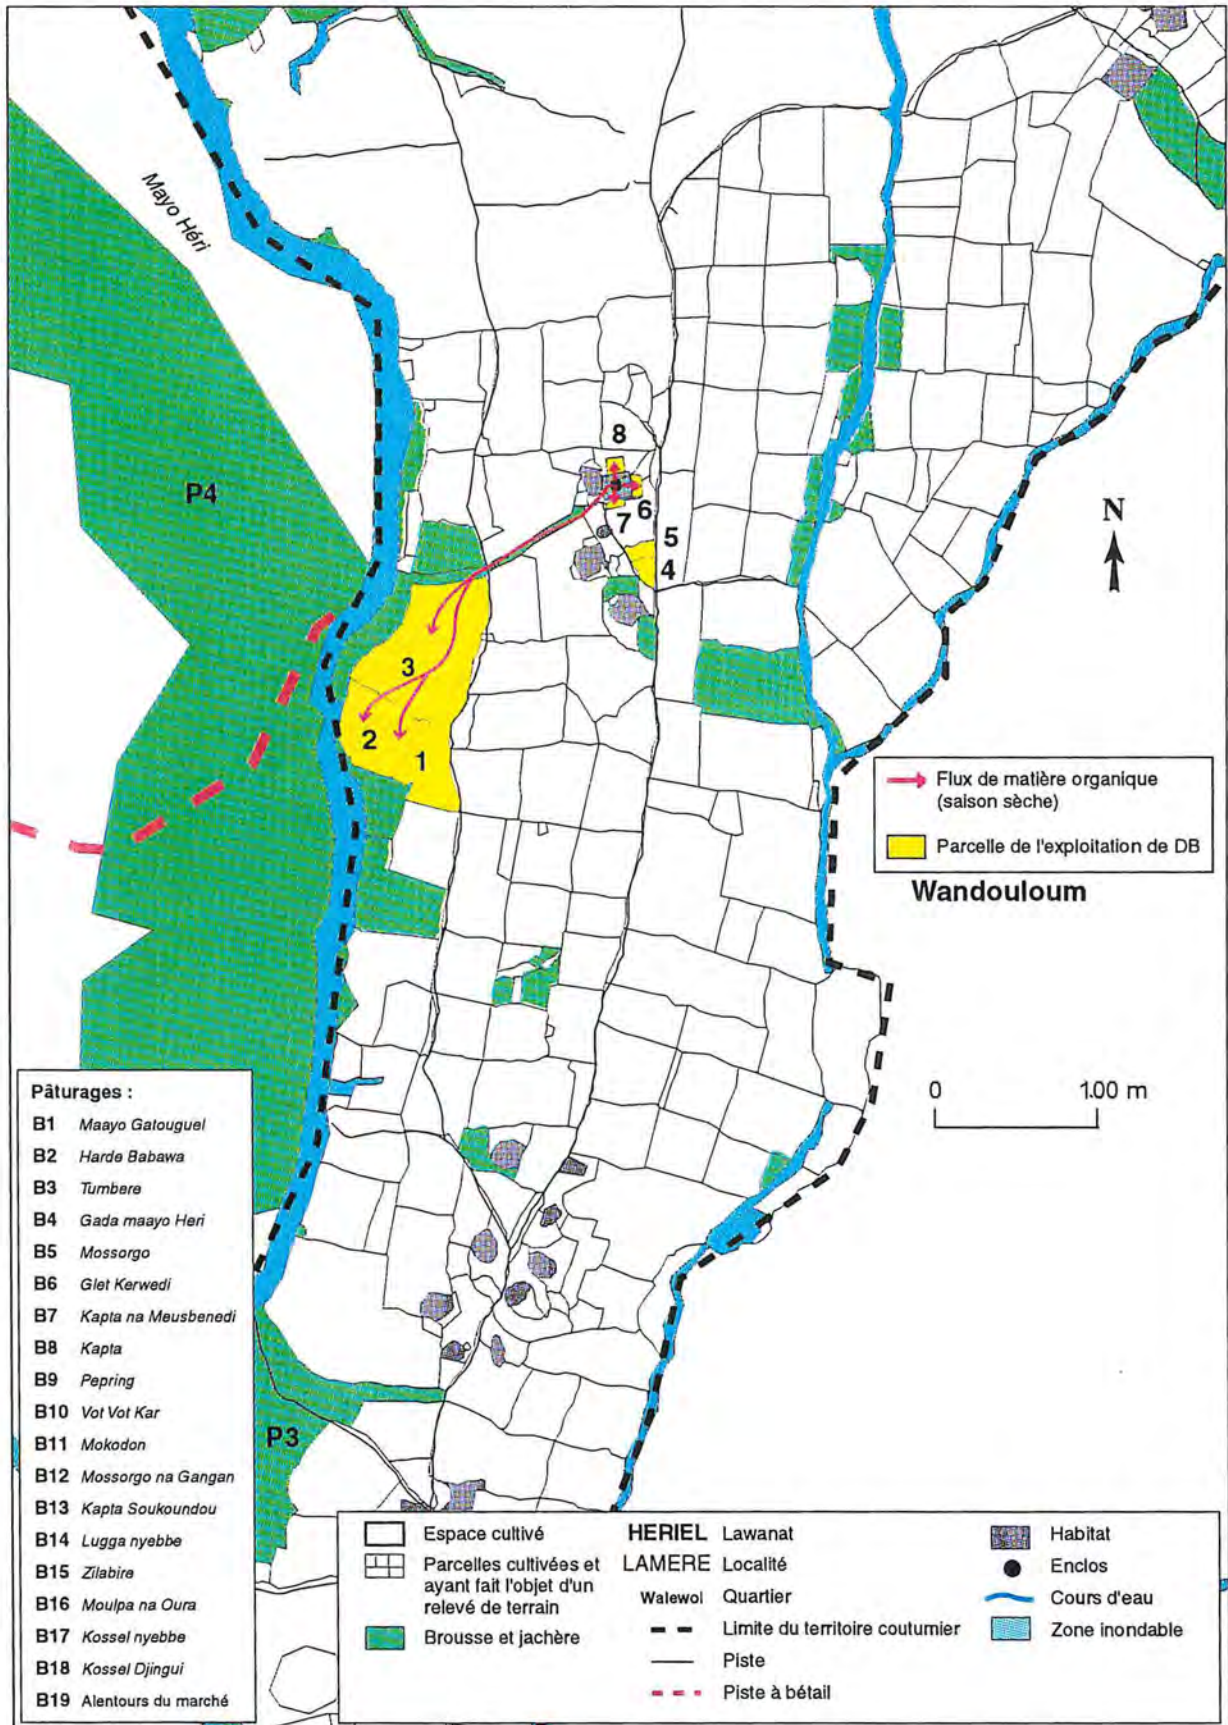 Mayo Héri
P4
8
7
6
5
4
N
3
2
1
Flux de matière organique
(saison sèche)
Parcelle de l'exploitation de DB
Wandouloum
0 1.00 m
Pâturages :
B1 Maayo Gatouguel
B2 Harde Babawa
B3 Tumbere
B4 Gada maayo Heri
B5 Mossorgo
B6 Glet Kerwedi
B7 Kapta na Meusbenedi
B8 Kapta
B9 Pepring
B10 Vot Vot Kar
B11 Mokodon
B12 Mossorgo na Gangan
B13 Kapta Soukoundou
B14 Lugga nyebbe
B15 Zilabire
B16 Moulpa na Oura
B17 Kossel nyebbe
B18 Kossel Djingui
B19 Alentours du marché
P3
Espace cultivé
Parcelles cultivées et
ayant fait l'objet d'un
relevé de terrain
Brousse et jachère
HERIEL Lawanat
LAMERE Localité
Walewol Quartier
Limite du territoire coutumier
Piste
Piste à bétail
Habitat
Enclos
Cours d'eau
Zone inondable